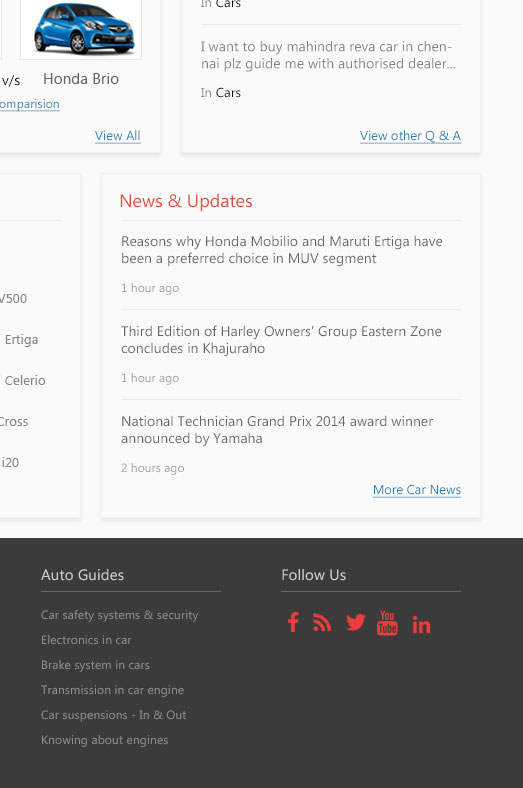 v/s
Honda Brio
omparision
View All
In Cars
I want to buy mahindra reva car in chen-
nai plz guide me with authorised dealer...
In Cars
View other Q & A
V500
Ertiga
Celerio
Cross
i20
News & Updates
Reasons why Honda Mobilio and Maruti Ertiga have
been a preferred choice in MUV segment
1 hour ago
Third Edition of Harley Owners' Group Eastern Zone
concludes in Khajuraho
1 hour ago
National Technician Grand Prix 2014 award winner
announced by Yamaha
2 hours ago
More Car News
Auto Guides
Car safety systems & security
Electronics in car
Brake system in cars
Transmission in car engine
Car suspensions - In & Out
Knowing about engines
Follow Us
You
Tube
in